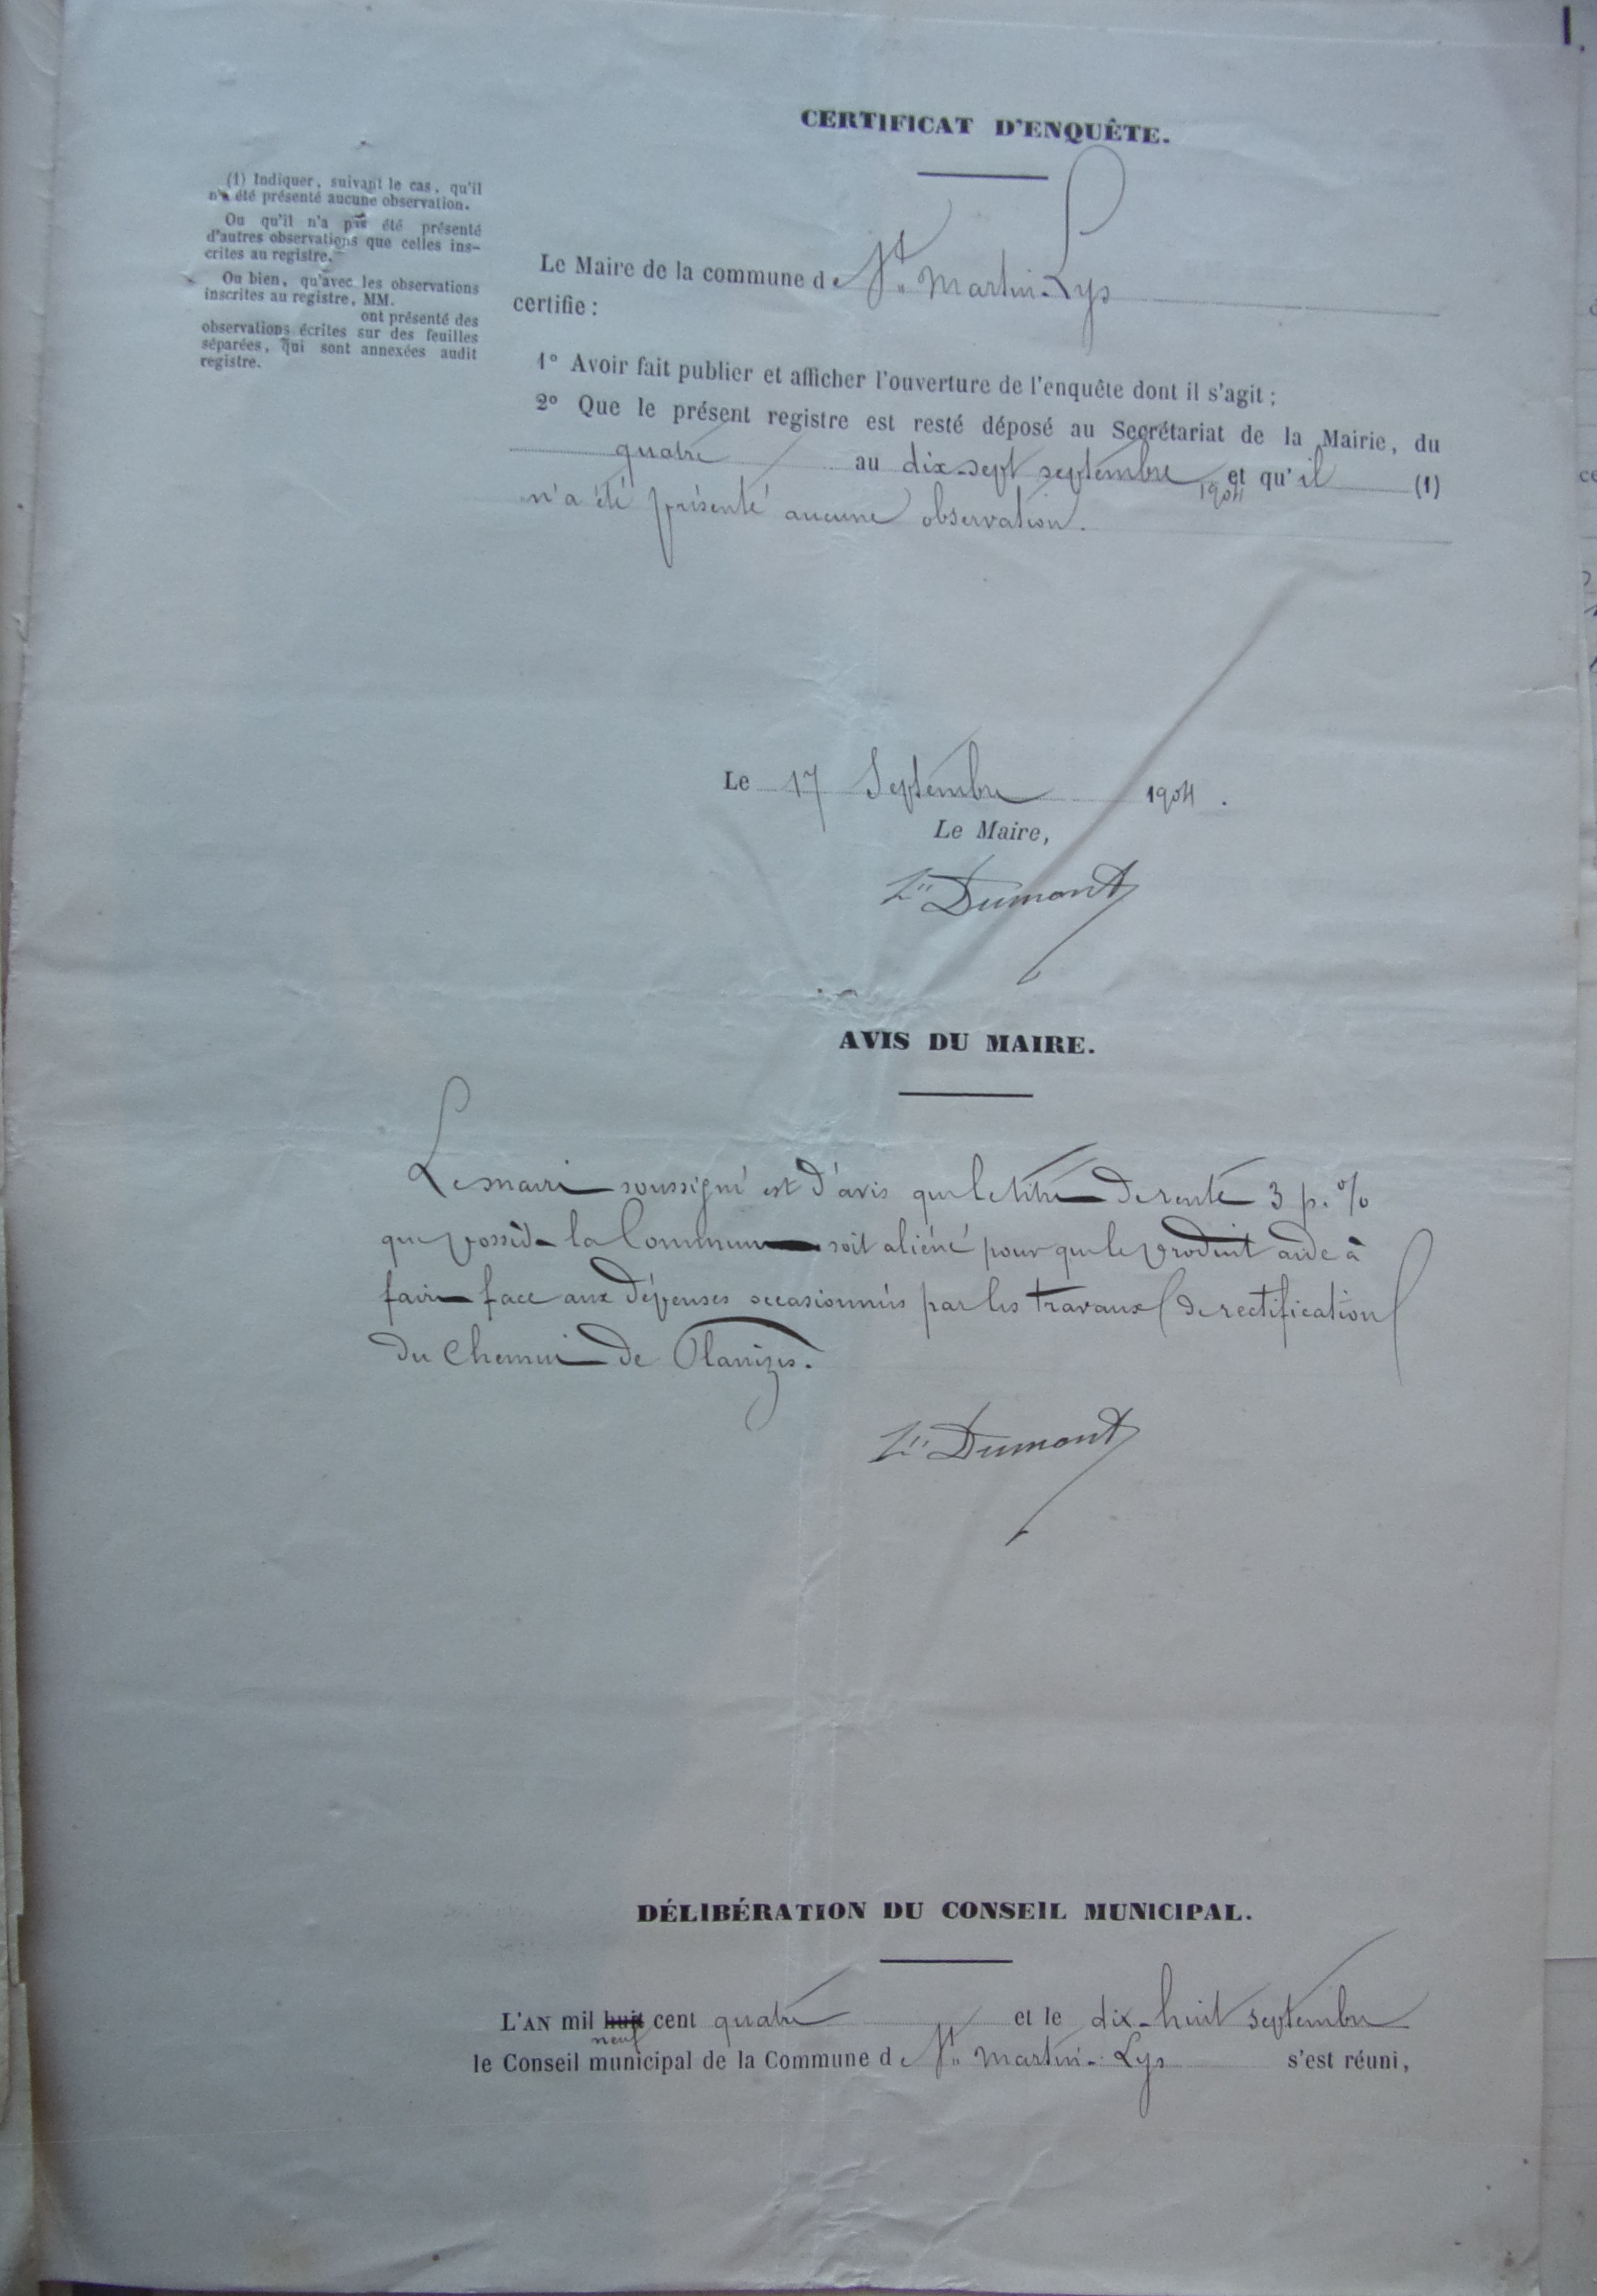 CERTIFICAT D'ENQUÊTE.
(1) Indiquer, suivant le cas, qu'il
n'a été présenté aucune observation.
Ou qu'il n'a pas été présenté
d'autres observations que celles ins-
crites au registre.
Ou bien, qu'avec les observations
inscrites au registre, MM.
ont présenté des
observations écrites sur des feuilles
séparées, qui sont annexées audit
registre.
Le Maire de la commune de St Martin-Lys
certifie :
1° Avoir fait publier et afficher l'ouverture de l'enquête dont il s'agit ;
2° Que le présent registre est resté déposé au Secrétariat de la Mairie, du
quatre au dix-sept septembre 1904 et qu'il (1)
n'a été présenté aucune observation.
Le 17 Septembre 1904.
Le Maire,
Dumont
AVIS DU MAIRE.
Le maire soussigné est d'avis que le titre de rente 3 p. %
que possède la Commune soit aliéné pour que le produit aide à
faire face aux dépenses occasionnées par les travaux de rectification
du Chemin de Planizes.
Dumont
DÉLIBÉRATION DU CONSEIL MUNICIPAL.
L'AN mil huit cent quatre et le dix-huit septembre
neuf
le Conseil municipal de la Commune de St Martin-Lys s'est réuni,